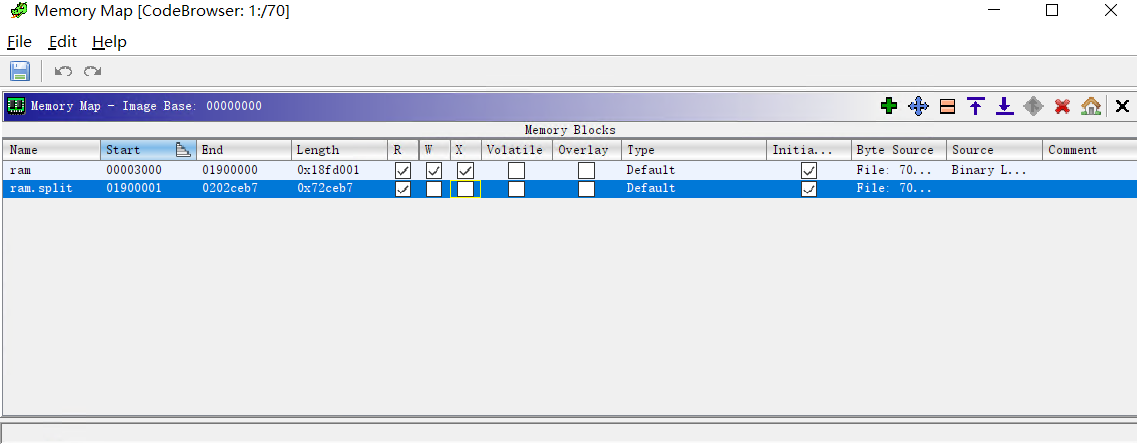 Memory Map [CodeBrowser: 1:/70]
File Edit Help
Memory Map - Image Base: 00000000
Memory Blocks
Name Start End Length R W X Volatile Overlay Type Initia... Byte Source Source Comment
ram 00003000 01900000 0x18fd001 Default File: 70... Binary L...
ram.split 01900001 0202ceb7 0x72ceb7 Default File: 70...